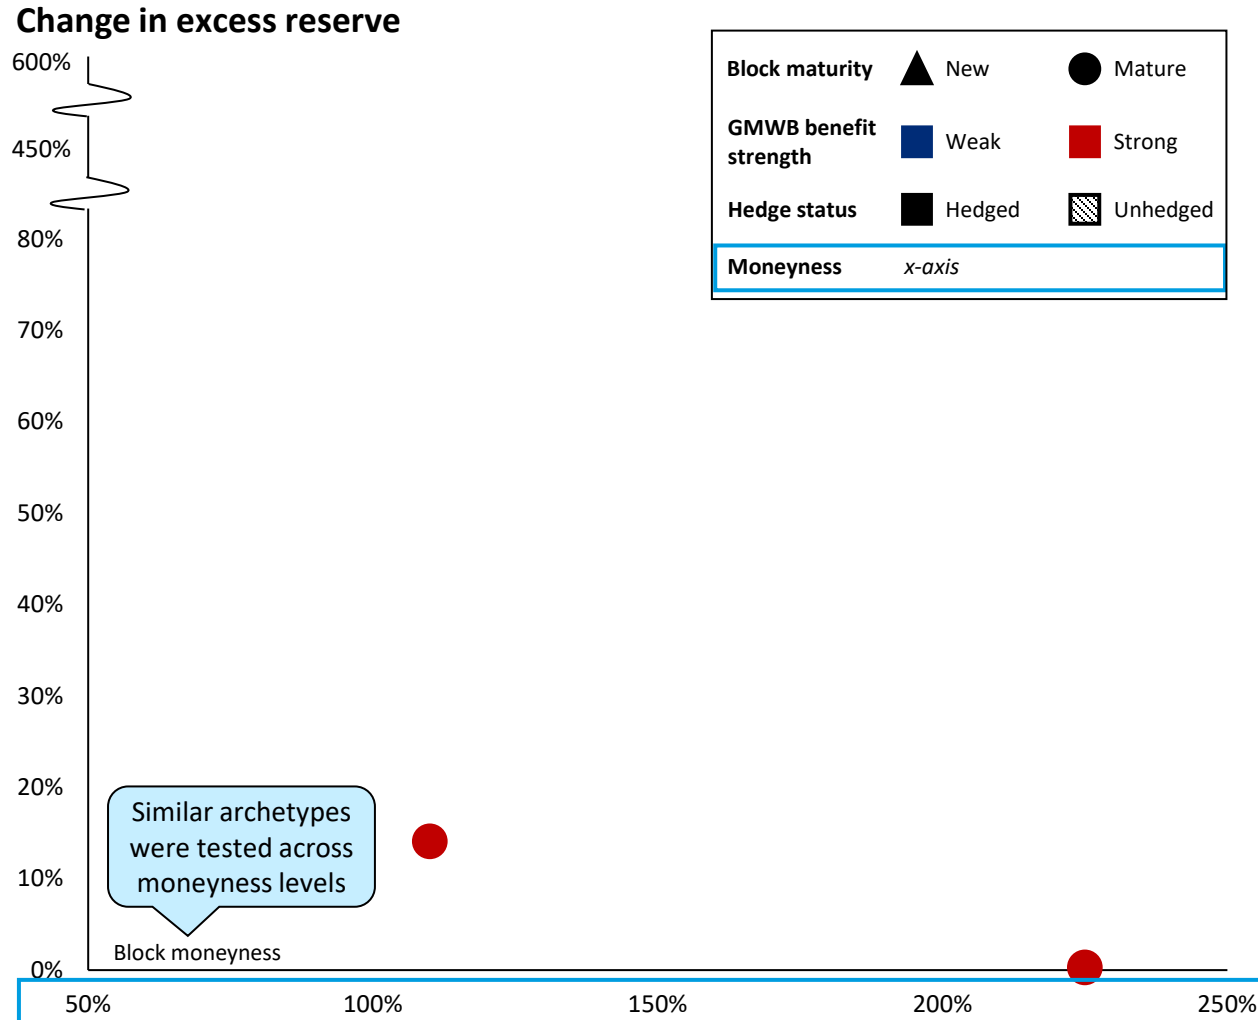 Change in excess reserve
600%
450%
80%
70%
60%
50%
40%
30%
20%
10%
0%
Block maturity New Mature
GMWB benefit
strength Weak Strong
Hedge status Hedged Unhedged
Moneyness x-axis
Similar archetypes
were tested across
moneyness levels
Block moneyness
50% 100% 150% 200% 250%